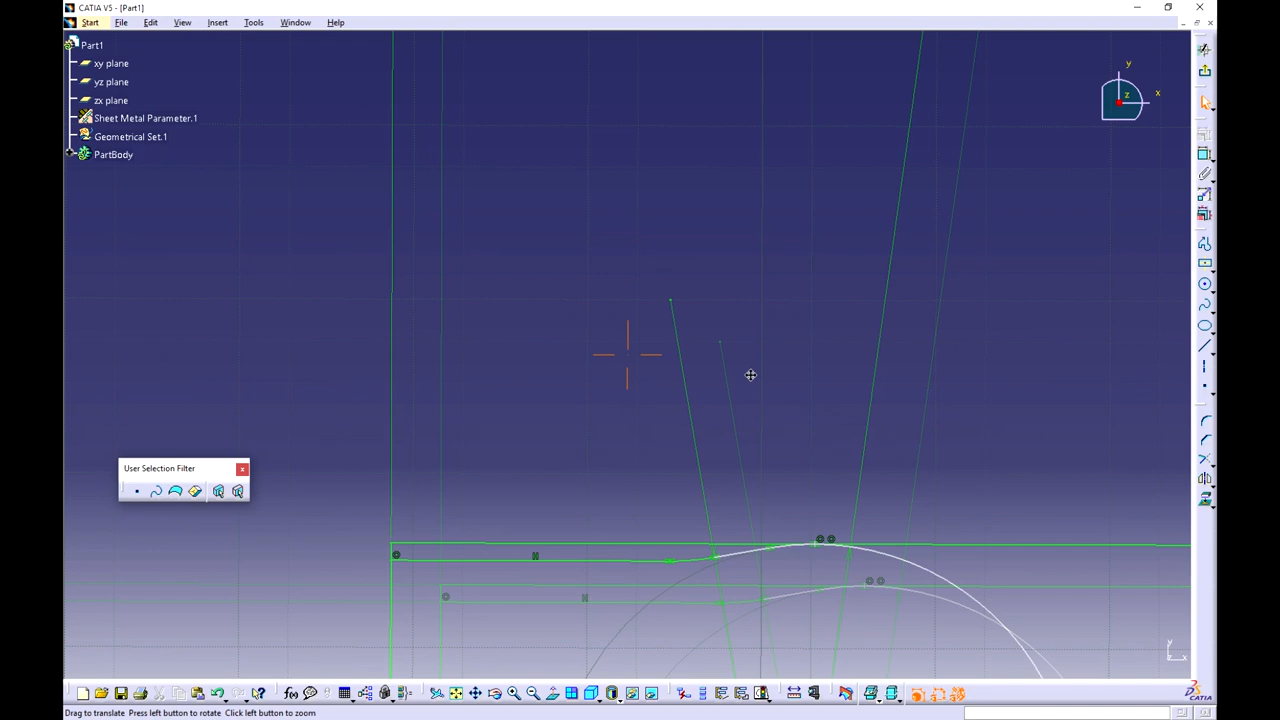 CATIA V5 - [Part1]
Start File Edit View Insert Tools Window Help
Part1
xy plane
yz plane
zx plane
Sheet Metal Parameter.1
Geometrical Set.1
PartBody
y
x
z
User Selection Filter
H
H
y
z x
f(x)
CATIA
Drag to translate Press left button to rotate Click left button to zoom